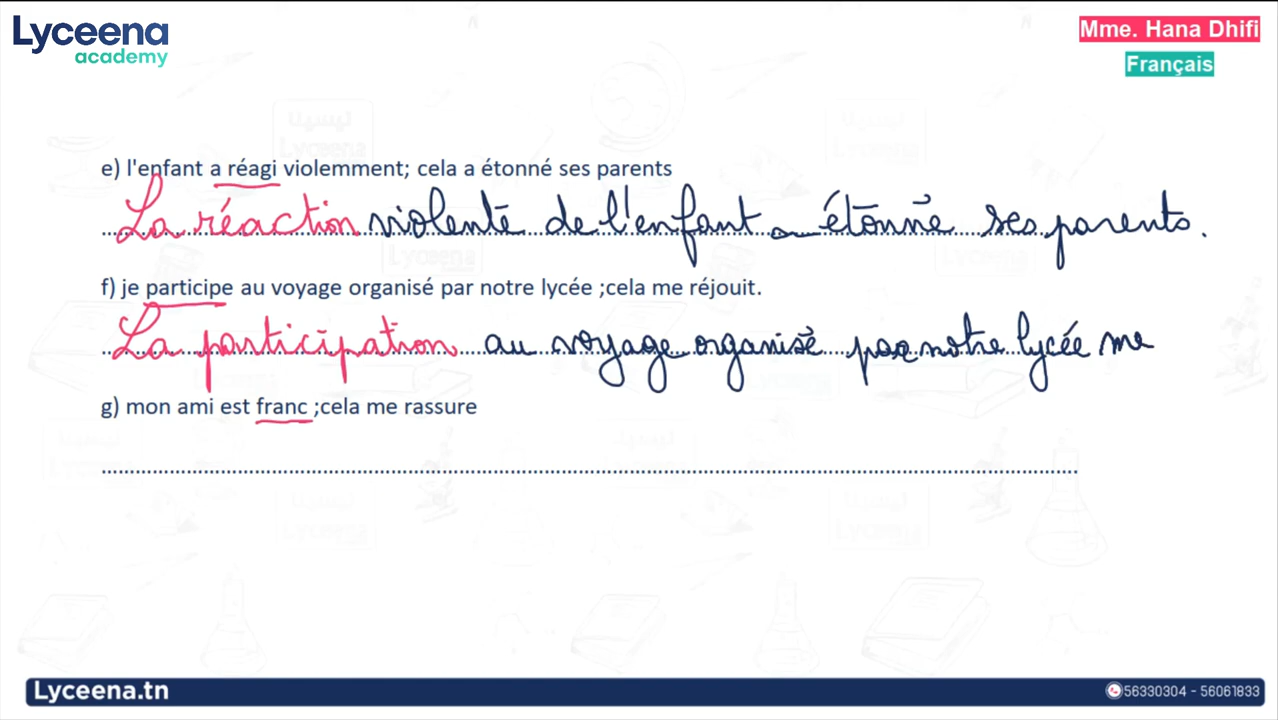 Lyceena
academy
Mme. Hana Dhifi
Français
e) l'enfant a réagi violemment; cela a étonné ses parents
La réaction violente de l'enfant a étonné ses parents.
f) je participe au voyage organisé par notre lycée ;cela me réjouit.
La participation au voyage organisé par notre lycée me
g) mon ami est franc ;cela me rassure
Lyceena.tn
56330304 - 56061833